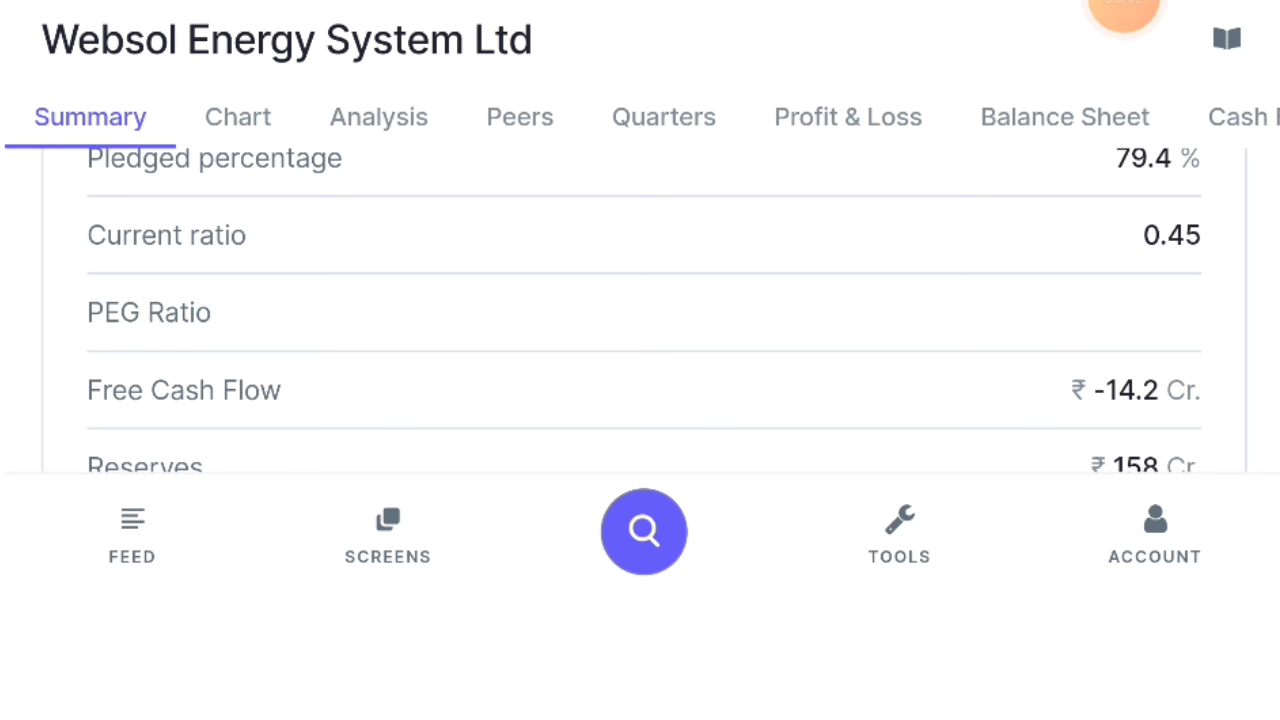 Websol Energy System Ltd
Summary Chart Analysis Peers Quarters Profit & Loss Balance Sheet Cash
Pledged percentage 79.4 %
Current ratio 0.45
PEG Ratio
Free Cash Flow ₹ -14.2 Cr.
Reserves ₹ 158 Cr.
FEED SCREENS TOOLS ACCOUNT